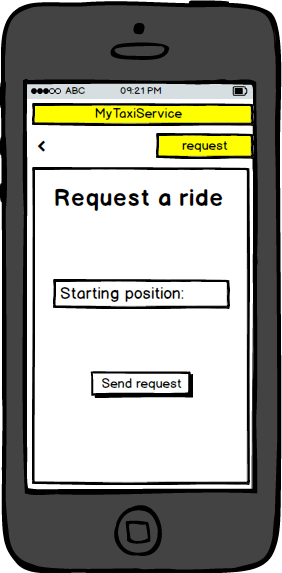 ABC 09:21 PM
MyTaxiService
request
Request a ride
Starting position:
Send request